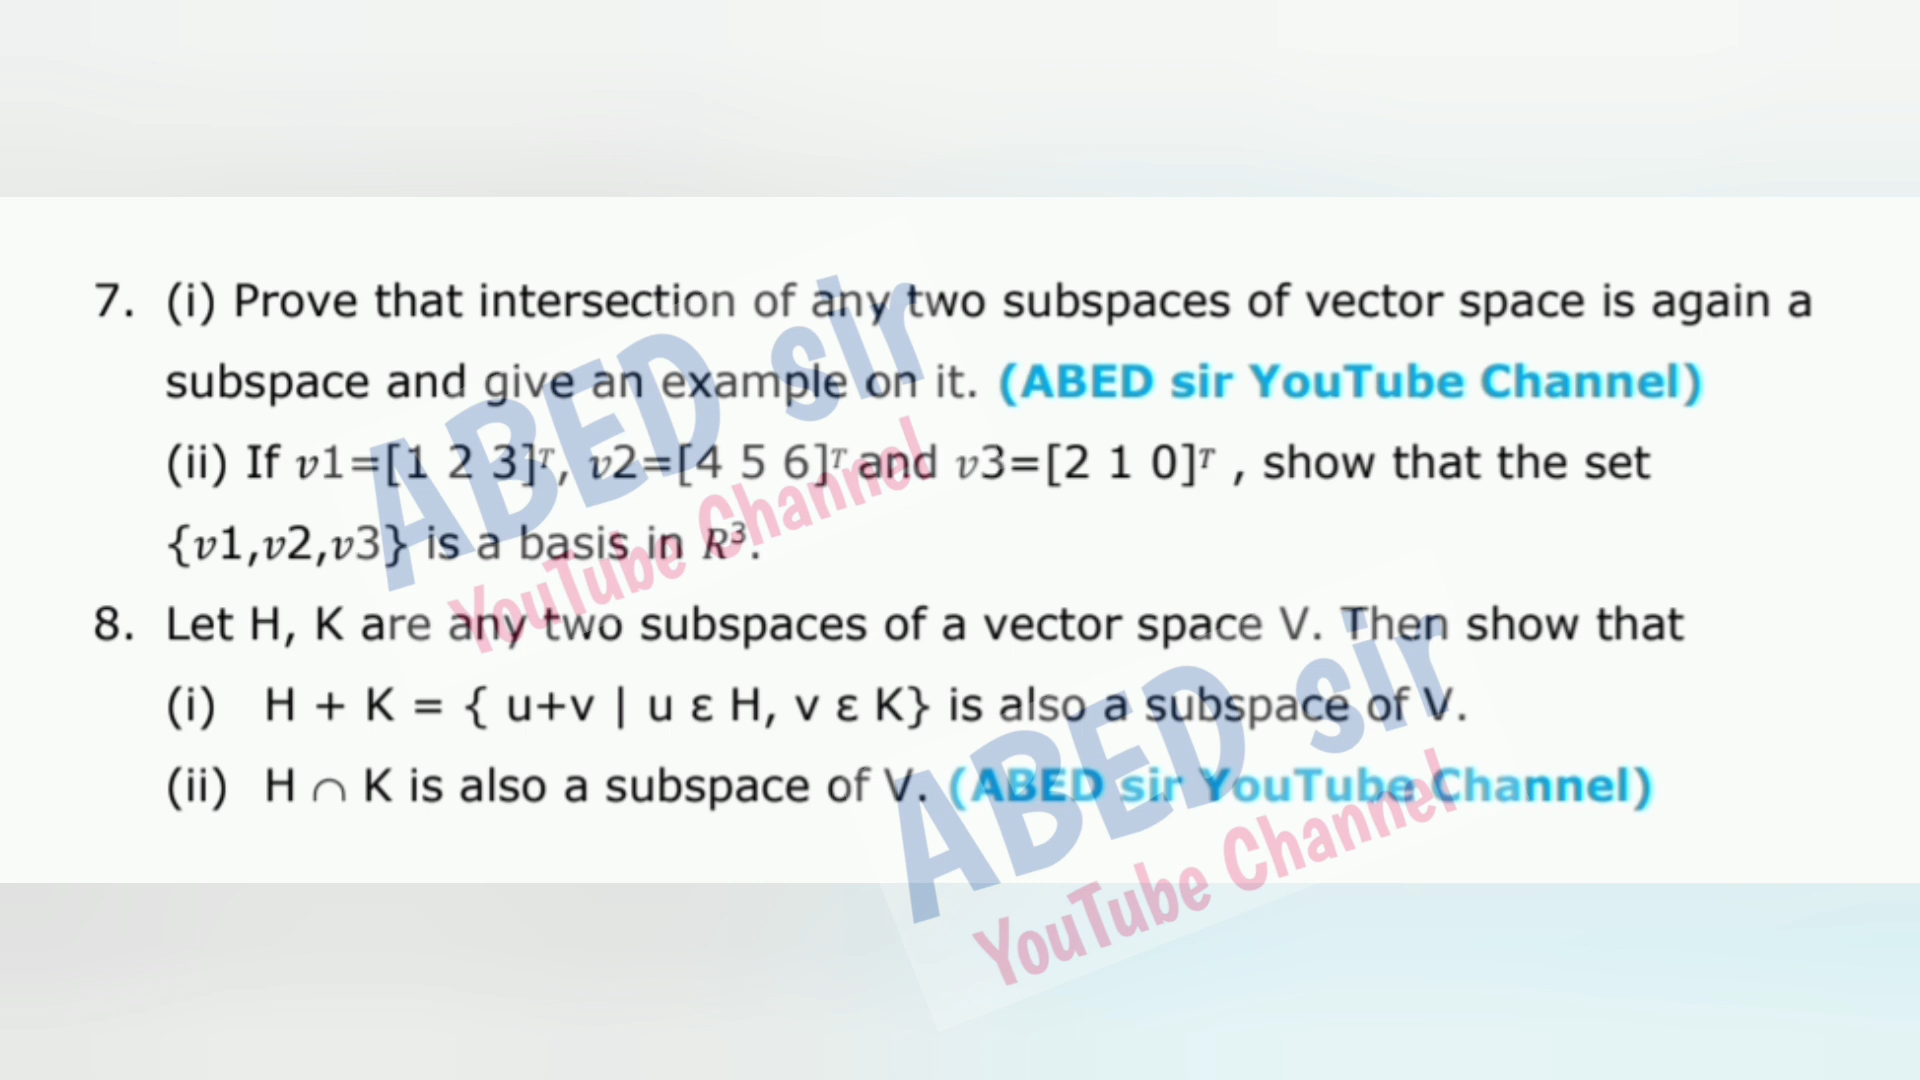 7. (i) Prove that intersection of any two subspaces of vector space is again a
subspace and give an example on it. (ABED sir YouTube Channel)
(ii) If v1=[1 2 3]ᵀ, v2=[4 5 6]ᵀ and v3=[2 1 0]ᵀ , show that the set
{v1,v2,v3} is a basis in R³.
8. Let H, K are any two subspaces of a vector space V. Then show that
(i) H + K = { u+v | u ε H, v ε K} is also a subspace of V.
(ii) H ∩ K is also a subspace of V. (ABED sir YouTube Channel)
ABED sir
YouTube Channel
ABED sir
YouTube Channel